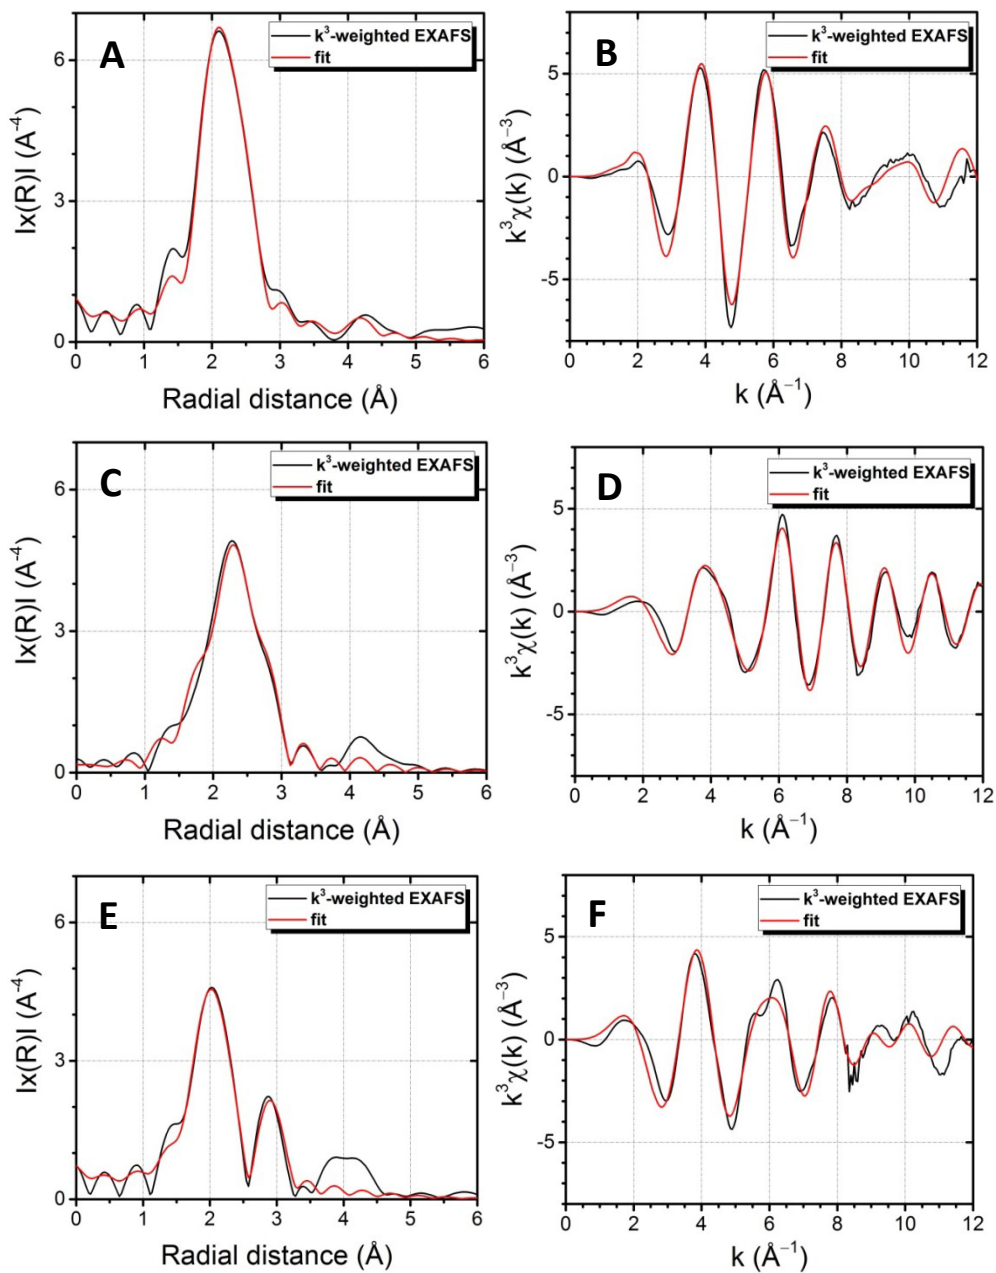 A
k³-weighted EXAFS
fit
6
3
0
0 1 2 3 4 5 6
Ix(R)I (A⁻⁴)
Radial distance (Å)
B
k³-weighted EXAFS
fit
5
0
-5
0 2 4 6 8 10 12
k³χ(k) (Å⁻³)
k (Å⁻¹)
C
k³-weighted EXAFS
fit
6
3
0
0 1 2 3 4 5 6
Ix(R)I (A⁻⁴)
Radial distance (Å)
D
k³-weighted EXAFS
fit
5
0
-5
0 2 4 6 8 10 12
k³χ(k) (Å⁻³)
k (Å⁻¹)
E
k³-weighted EXAFS
fit
6
3
0
0 1 2 3 4 5 6
Ix(R)I (A⁻⁴)
Radial distance (Å)
F
k³-weighted EXAFS
fit
5
0
-5
0 2 4 6 8 10 12
k³χ(k) (Å⁻³)
k (Å⁻¹)